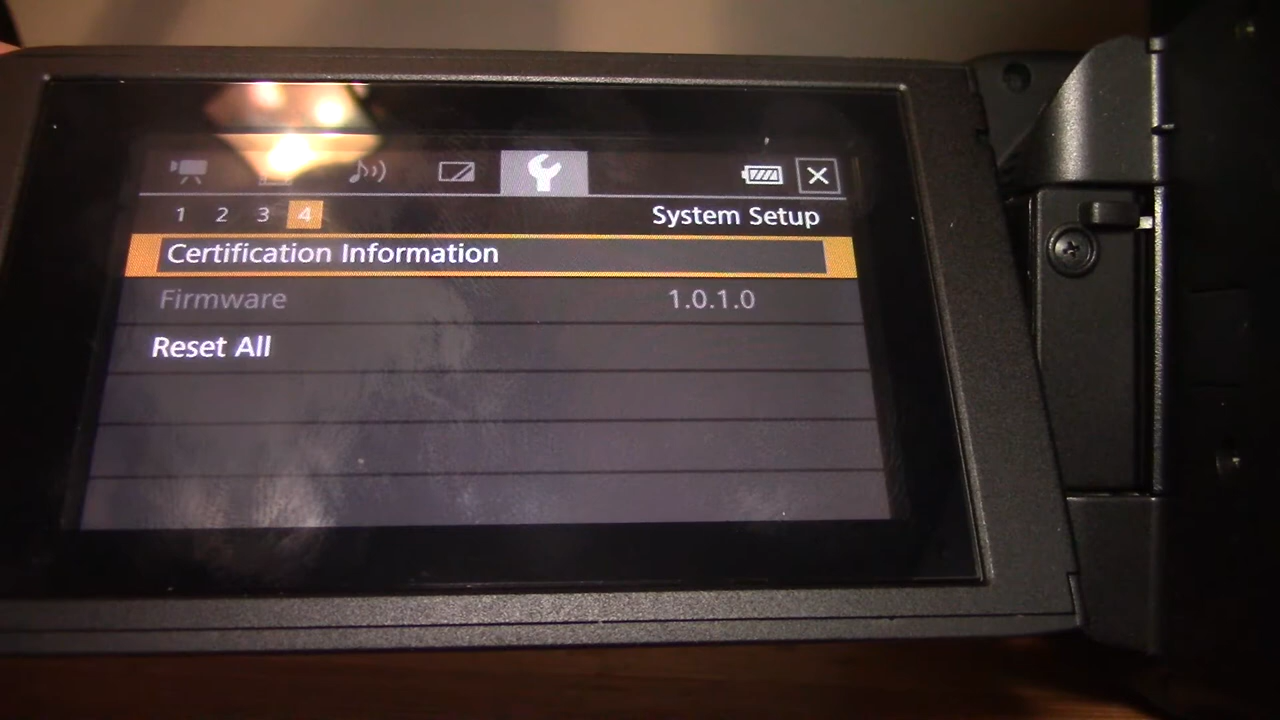 1 2 3 4 System Setup
Certification Information
Firmware 1.0.1.0
Reset All